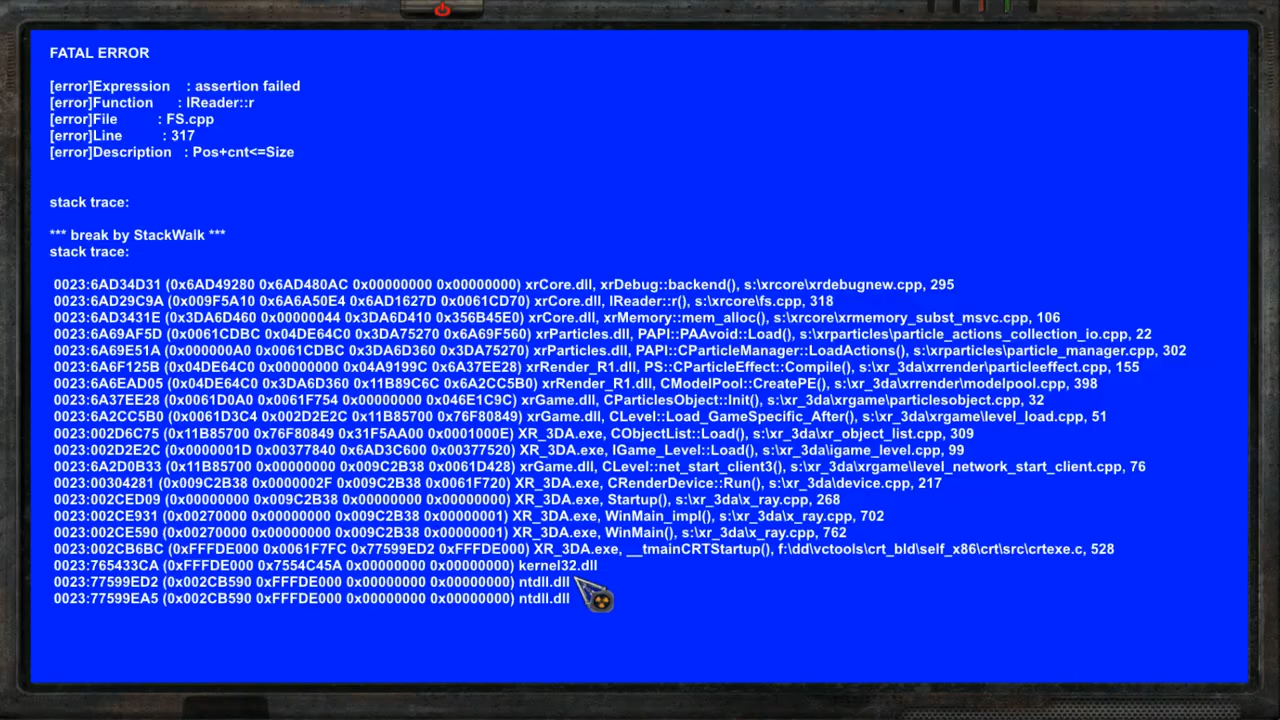 FATAL ERROR
[error]Expression : assertion failed
[error]Function : IReader::r
[error]File : FS.cpp
[error]Line : 317
[error]Description : Pos+cnt<=Size
stack trace:
*** break by StackWalk ***
stack trace:
0023:6AD34D31 (0x6AD49280 0x6AD480AC 0x00000000 0x00000000) xrCore.dll, xrDebug::backend(), s:\xrcore\xrdebugnew.cpp, 295
0023:6AD29C9A (0x009F5A10 0x6A6A50E4 0x6AD1627D 0x0061CD70) xrCore.dll, IReader::r(), s:\xrcore\fs.cpp, 318
0023:6AD3431E (0x3DA6D460 0x00000044 0x3DA6D410 0x356B45E0) xrCore.dll, xrMemory::mem_alloc(), s:\xrcore\xrmemory_subst_msvc.cpp, 106
0023:6A69AF5D (0x0061CDBC 0x04DE64C0 0x3DA75270 0x6A69F560) xrParticles.dll, PAPI::PAAvoid::Load(), s:\xrparticles\particle_actions_collection_io.cpp, 22
0023:6A69E51A (0x000000A0 0x0061CDBC 0x3DA6D360 0x3DA75270) xrParticles.dll, PAPI::CParticleManager::LoadActions(), s:\xrparticles\particle_manager.cpp, 302
0023:6A6F125B (0x04DE64C0 0x00000000 0x04A9199C 0x6A37EE28) xrRender_R1.dll, PS::CParticleEffect::Compile(), s:\xr_3da\xrrender\particleeffect.cpp, 155
0023:6A6EAD05 (0x04DE64C0 0x3DA6D360 0x11B89C6C 0x6A2CC5B0) xrRender_R1.dll, CModelPool::CreatePE(), s:\xr_3da\xrrender\modelpool.cpp, 398
0023:6A37EE28 (0x0061D0A0 0x0061F754 0x00000000 0x046E1C9C) xrGame.dll, CParticlesObject::Init(), s:\xr_3da\xrgame\particlesobject.cpp, 32
0023:6A2CC5B0 (0x0061D3C4 0x002D2E2C 0x11B85700 0x76F80849) xrGame.dll, CLevel::Load_GameSpecific_After(), s:\xr_3da\xrgame\level_load.cpp, 51
0023:002D6C75 (0x11B85700 0x76F80849 0x31F5AA00 0x0001000E) XR_3DA.exe, CObjectList::Load(), s:\xr_3da\xr_object_list.cpp, 309
0023:002D2E2C (0x0000001D 0x00377840 0x6AD3C600 0x00377520) XR_3DA.exe, IGame_Level::Load(), s:\xr_3da\igame_level.cpp, 99
0023:6A2D0B33 (0x11B85700 0x00000000 0x009C2B38 0x0061D428) xrGame.dll, CLevel::net_start_client3(), s:\xr_3da\xrgame\level_network_start_client.cpp, 76
0023:00304281 (0x009C2B38 0x0000002F 0x009C2B38 0x0061F720) XR_3DA.exe, CRenderDevice::Run(), s:\xr_3da\device.cpp, 217
0023:002CED09 (0x00000000 0x009C2B38 0x00000000 0x00000000) XR_3DA.exe, Startup(), s:\xr_3da\x_ray.cpp, 268
0023:002CE931 (0x00270000 0x00000000 0x009C2B38 0x00000001) XR_3DA.exe, WinMain_impl(), s:\xr_3da\x_ray.cpp, 702
0023:002CE590 (0x00270000 0x00000000 0x009C2B38 0x00000001) XR_3DA.exe, WinMain(), s:\xr_3da\x_ray.cpp, 762
0023:002CB6BC (0xFFFDE000 0x0061F7FC 0x77599ED2 0xFFFDE000) XR_3DA.exe, __tmainCRTStartup(), f:\dd\vctools\crt_bld\self_x86\crt\src\crtexe.c, 528
0023:765433CA (0xFFFDE000 0x7554C45A 0x00000000 0x00000000) kernel32.dll
0023:77599ED2 (0x002CB590 0xFFFDE000 0x00000000 0x00000000) ntdll.dll
0023:77599EA5 (0x002CB590 0xFFFDE000 0x00000000 0x00000000) ntdll.dll